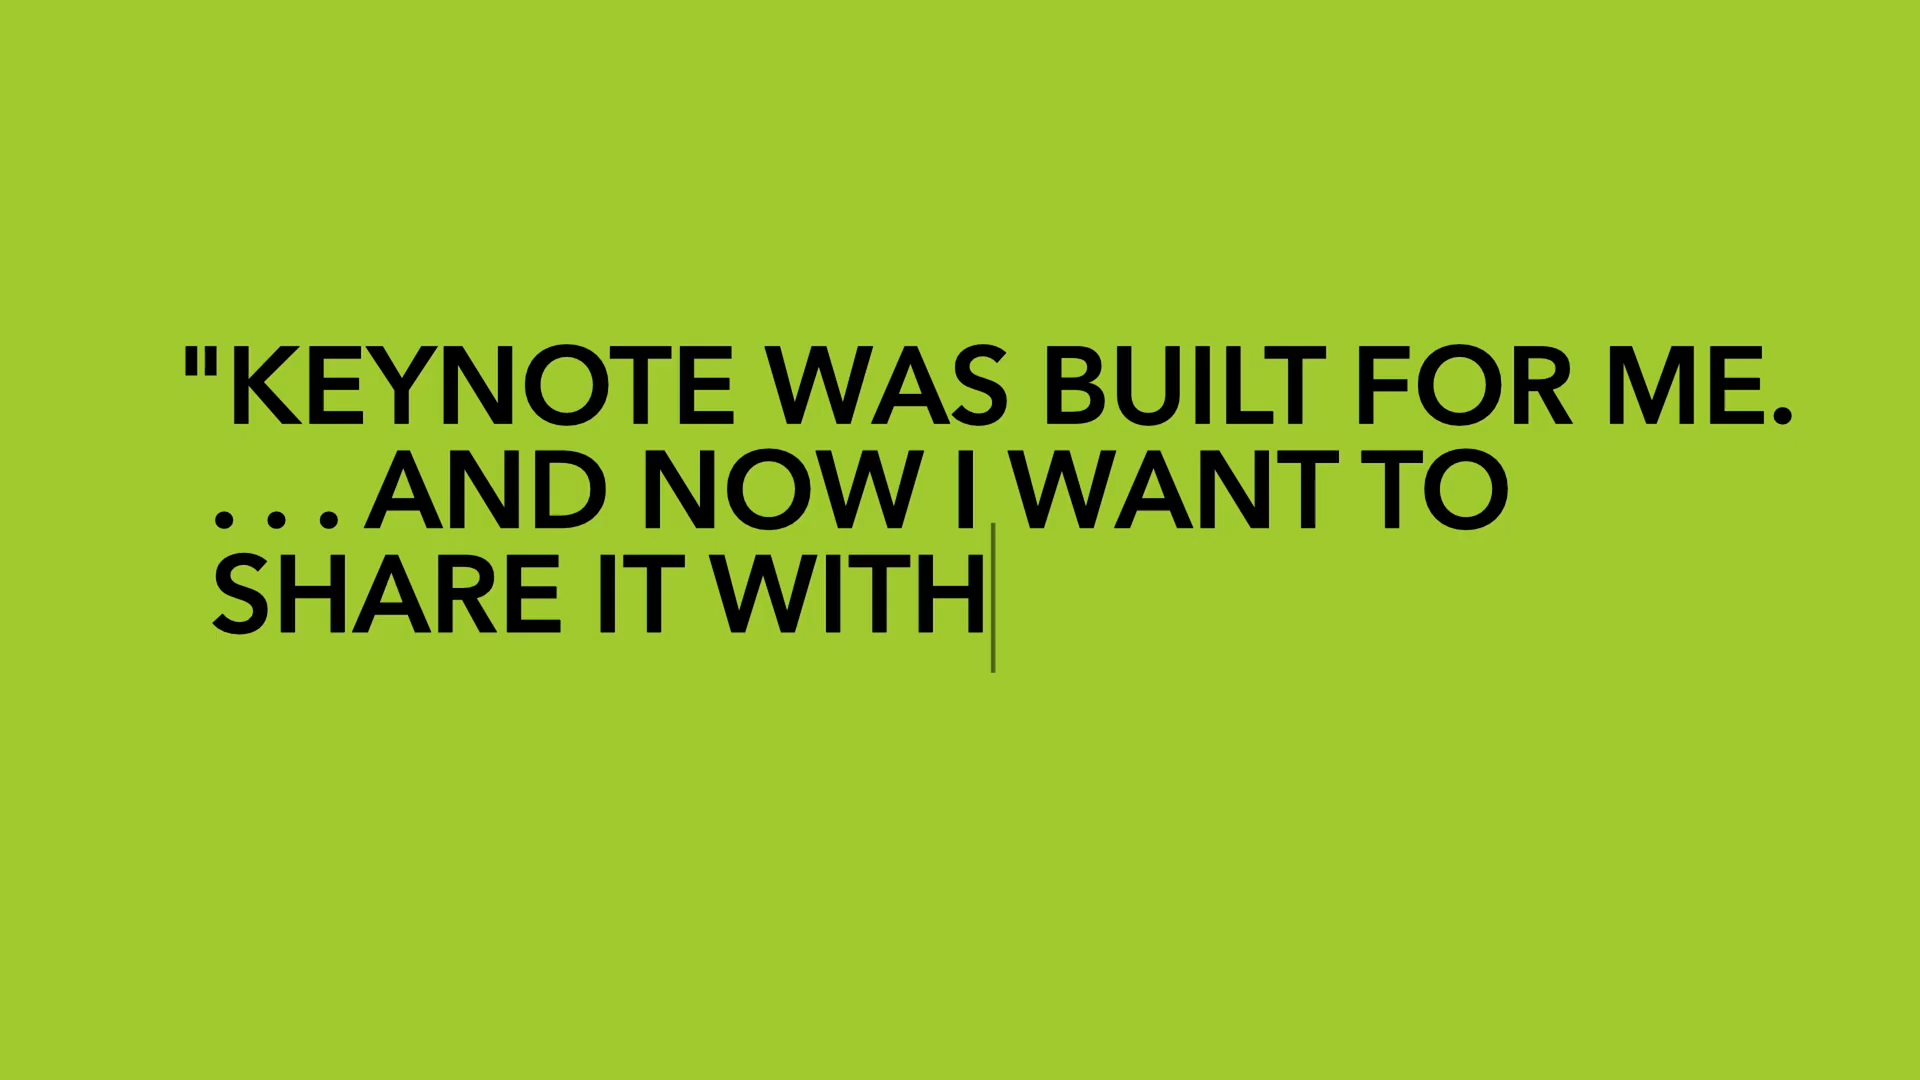 "KEYNOTE WAS BUILT FOR ME.
. . . AND NOW I WANT TO
SHARE IT WITH